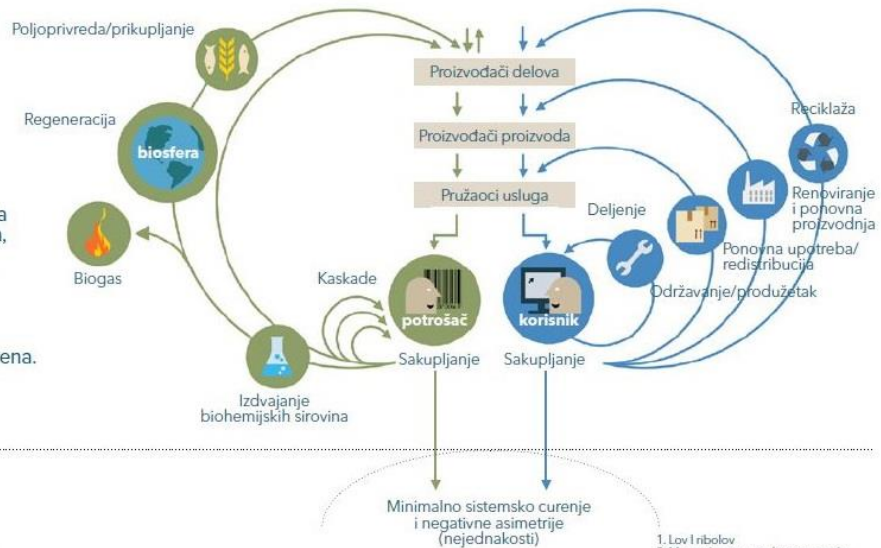 Poljoprivreda/prikupljanje
Regeneracija
biosfera
Biogas
Kaskade
Izdvajanje
biohemijskih sirovina
Proizvođači delova
Proizvođači proizvoda
Pružaoci usluga
potrošač
korisnik
Sakupljanje
Sakupljanje
Deljenje
Održavanje/produžetak
Ponovna upotreba/
redistribucija
Renoviranje
i ponovna
proizvodnja
Reciklaža
ena.
Minimalno sistemsko curenje
i negativne asimetrije
(nejednakosti)
1. Lov I ribolov